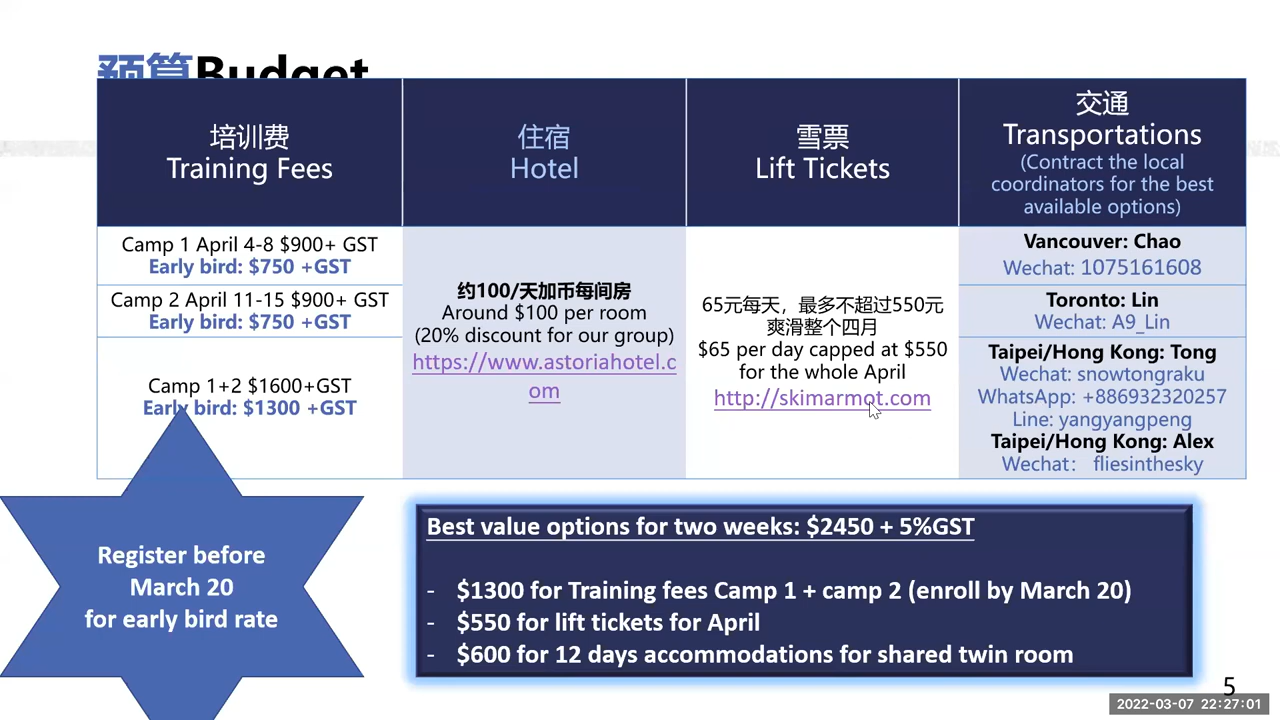 预算Budget
培训费
Training Fees
住宿
Hotel
雪票
Lift Tickets
交通
Transportations
(Contract the local
coordinators for the best
available options)
Camp 1 April 4-8 $900+ GST
Early bird: $750 +GST
Camp 2 April 11-15 $900+ GST
Early bird: $750 +GST
Camp 1+2 $1600+GST
Early bird: $1300 +GST
约100/天加币每间房
Around $100 per room
(20% discount for our group)
https://www.astoriahotel.c
om
65元每天，最多不超过550元
爽滑整个四月
$65 per day capped at $550
for the whole April
http://skimarmot.com
Vancouver: Chao
Wechat: 1075161608
Toronto: Lin
Wechat: A9_Lin
Taipei/Hong Kong: Tong
Wechat: snowtongraku
WhatsApp: +886932320257
Line: yangyangpeng
Taipei/Hong Kong: Alex
Wechat： fliesinthesky
Register before
March 20
for early bird rate
Best value options for two weeks: $2450 + 5%GST
- $1300 for Training fees Camp 1 + camp 2 (enroll by March 20)
- $550 for lift tickets for April
- $600 for 12 days accommodations for shared twin room
5
2022-03-07 22:27:01